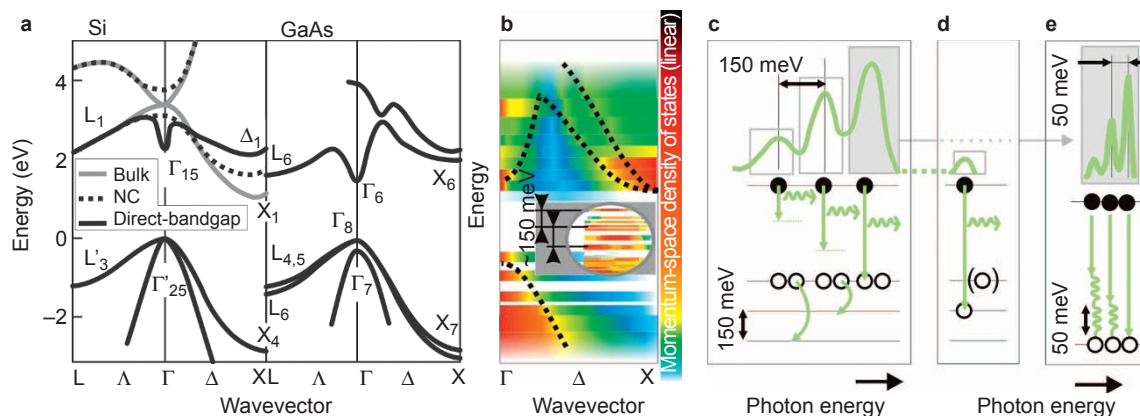 a
Si
GaAs
4
2
0
−2
Energy (eV)
L1
Γ15
Δ1
X1
Bulk
NC
Direct-bandgap
L'3
Γ'25
X4
L6
Γ6
X6
Γ8
L4,5
Γ7
L6
X7
L
Λ
Γ
Δ
XL
Λ
Γ
Δ
X
Wavevector
b
Energy
~150 meV
Γ
Δ
X
Wavevector
Momentum-space density of states (linear)
c
150 meV
150 meV
Photon energy
d
( )
e
50 meV
50 meV
Photon energy